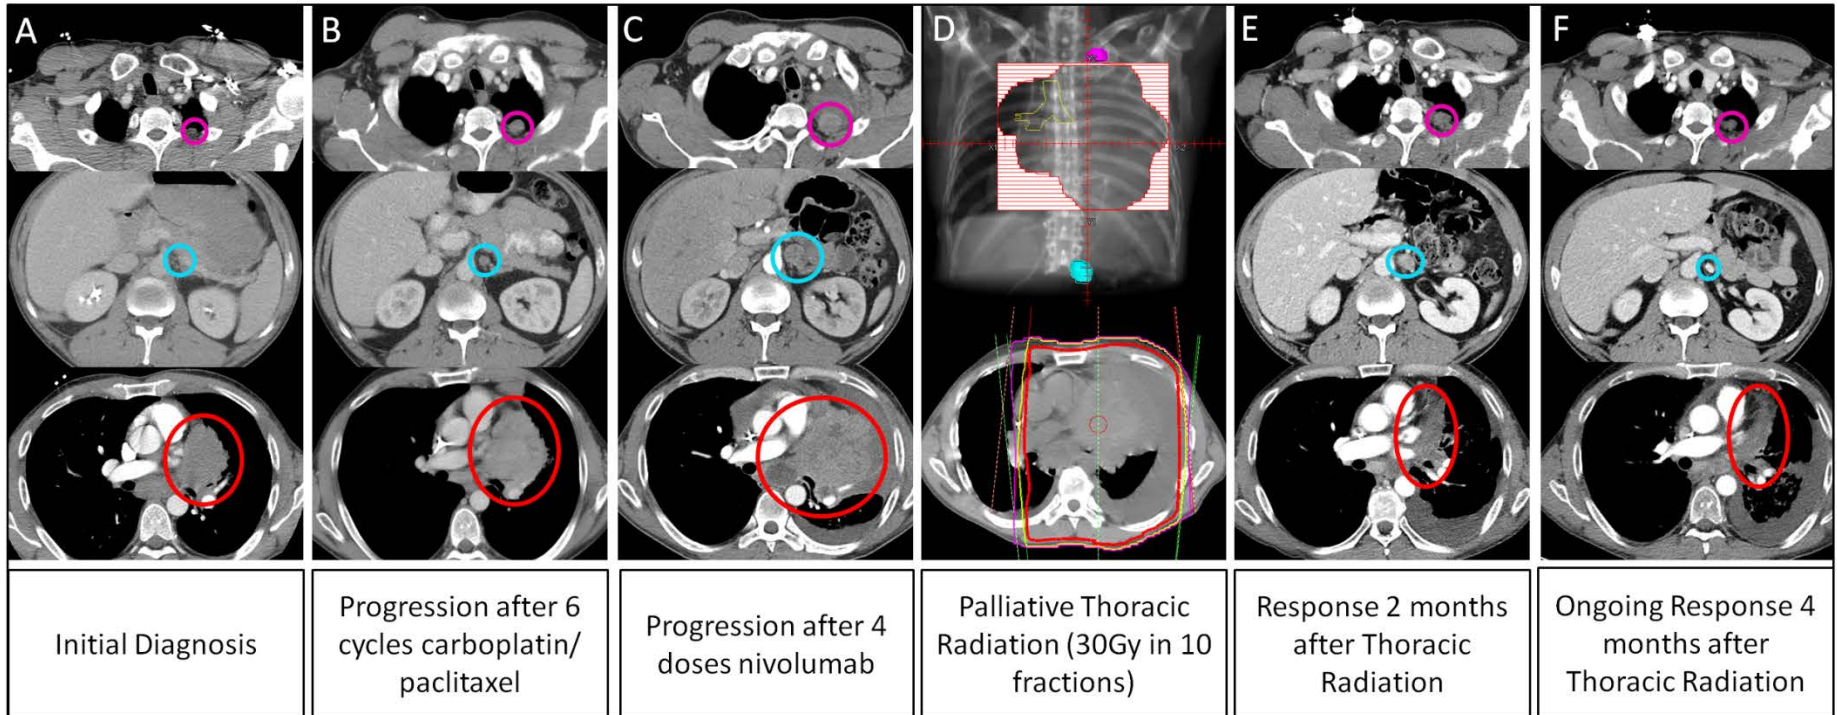 A
B
C
D
E
F
Initial Diagnosis
Progression after 6
cycles carboplatin/
paclitaxel
Progression after 4
doses nivolumab
Palliative Thoracic
Radiation (30Gy in 10
fractions)
Response 2 months
after Thoracic
Radiation
Ongoing Response 4
months after
Thoracic Radiation